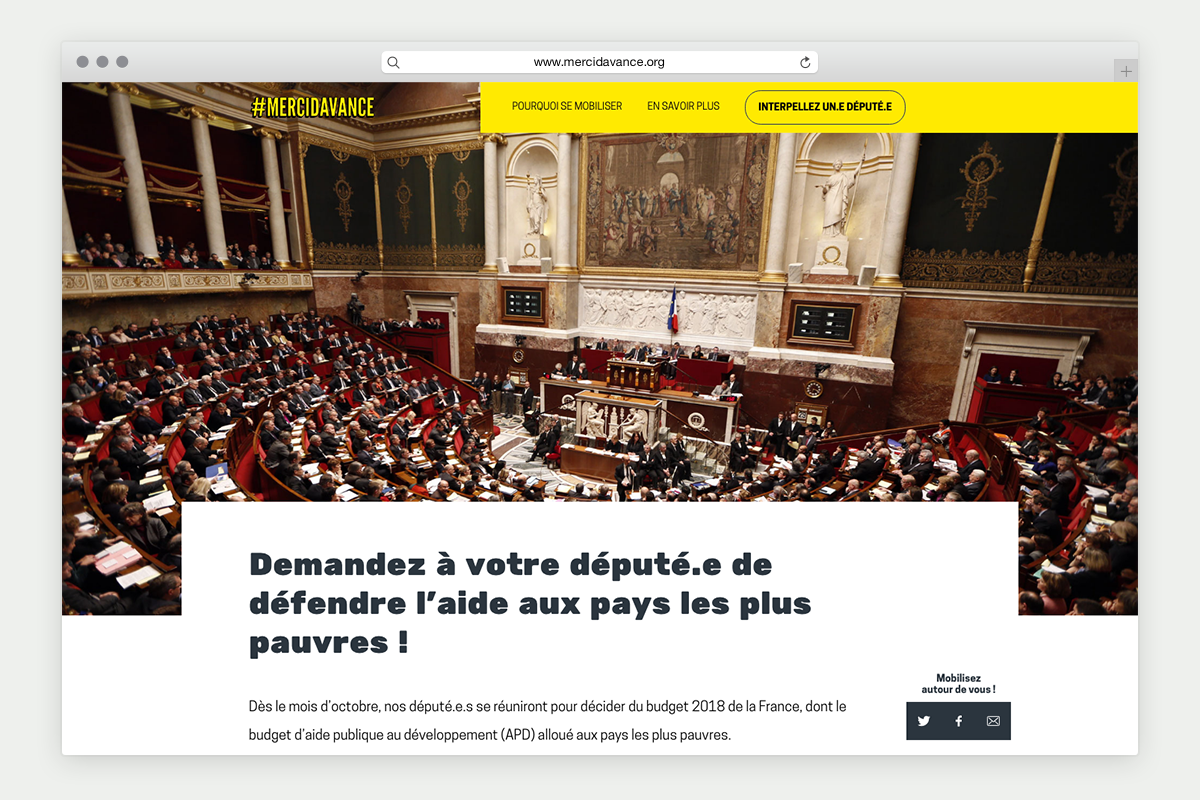 www.mercidavance.org
#MERCIDAVANCE
POURQUOI SE MOBILISER
EN SAVOIR PLUS
INTERPELLEZ UN.E DÉPUTÉ.E
Demandez à votre député.e de
défendre l’aide aux pays les plus
pauvres !
Dès le mois d’octobre, nos député.e.s se réuniront pour décider du budget 2018 de la France, dont le
budget d’aide publique au développement (APD) alloué aux pays les plus pauvres.
Mobilisez
autour de vous !